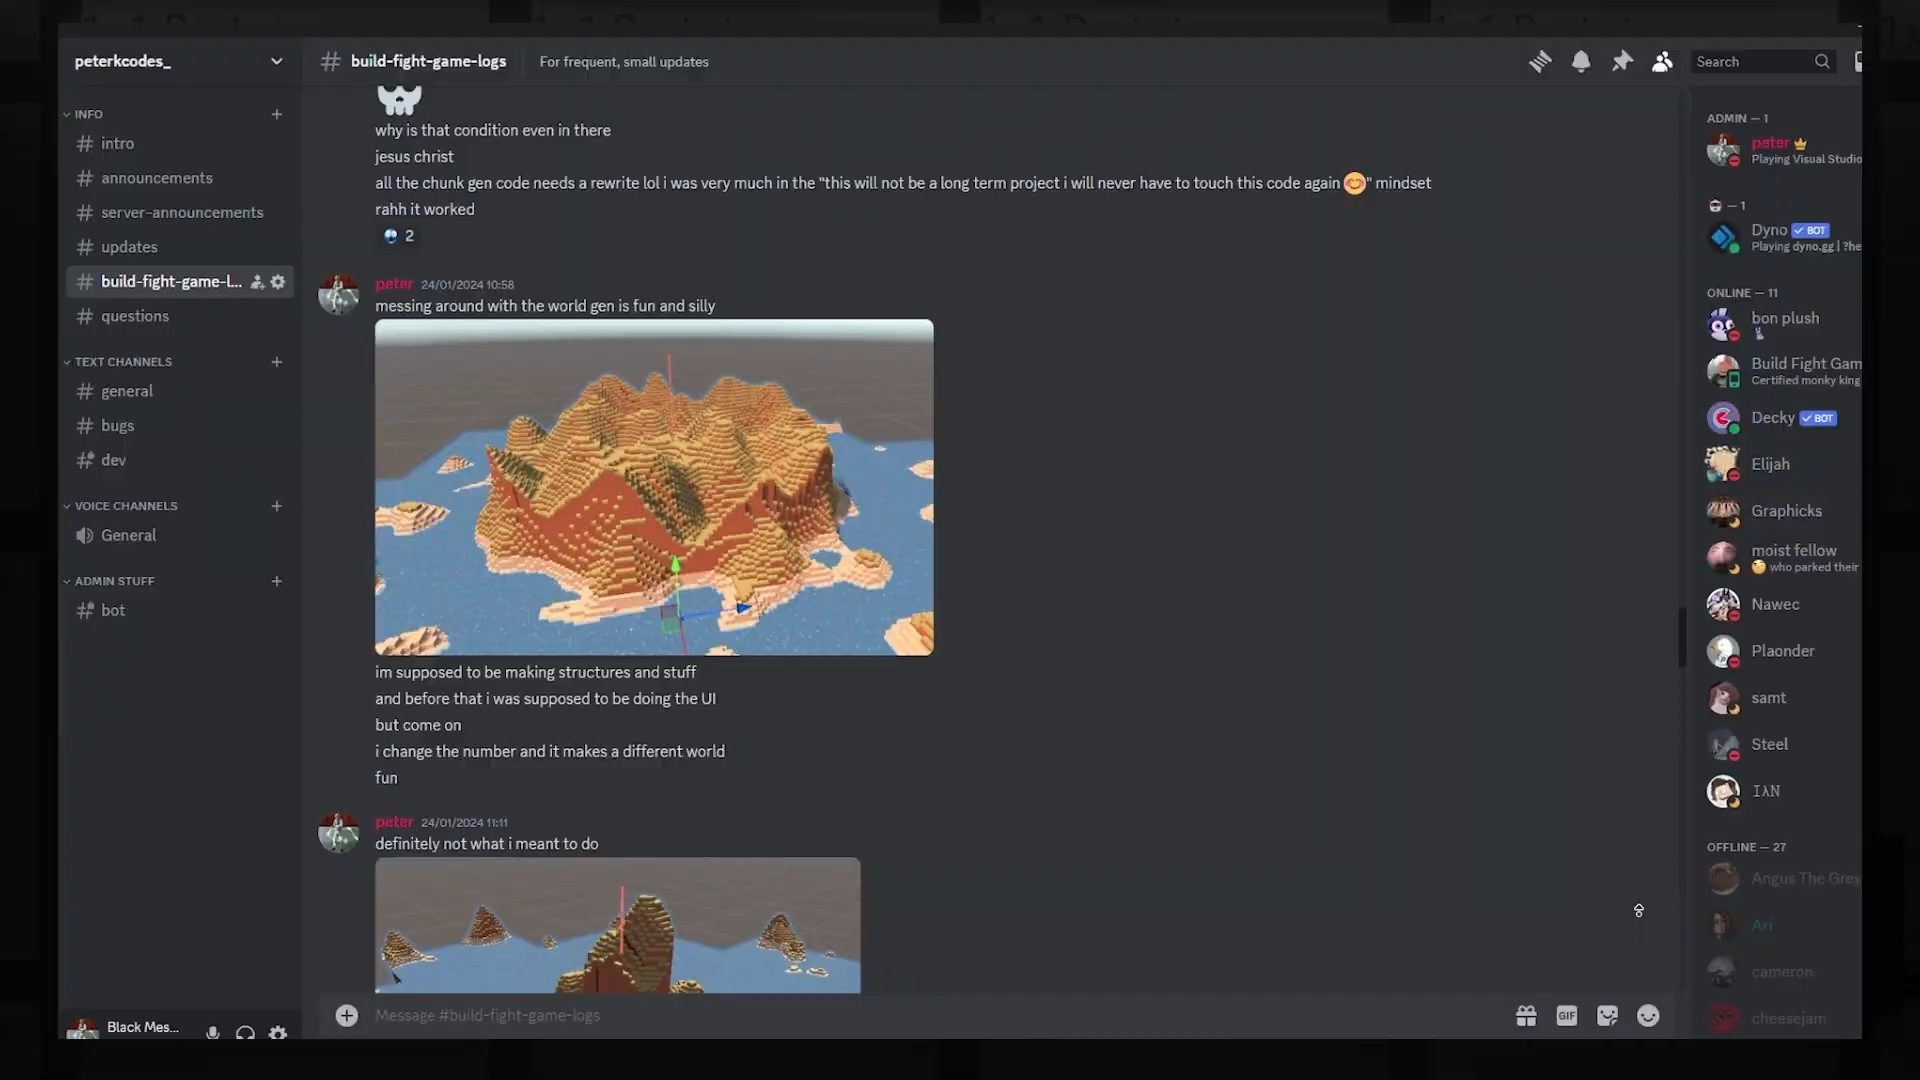 peterkcodes_
INFO
intro
announcements
server-announcements
updates
build-fight-game-l...
questions
TEXT CHANNELS
general
bugs
dev
VOICE CHANNELS
General
ADMIN STUFF
bot
Black Mes...
build-fight-game-logs
For frequent, small updates
Search
why is that condition even in there
jesus christ
all the chunk gen code needs a rewrite lol i was very much in the "this will not be a long term project i will never have to touch this code again 😊" mindset
rahh it worked
2
peter 24/01/2024 10:58
messing around with the world gen is fun and silly
im supposed to be making structures and stuff
and before that i was supposed to be doing the UI
but come on
i change the number and it makes a different world
fun
peter 24/01/2024 11:11
definitely not what i meant to do
Message #build-fight-game-logs
GIF
ADMIN — 1
peter
Playing Visual Studio
— 1
Dyno BOT
Playing dyno.gg | ?he
ONLINE — 11
bon plush
Build Fight Gam
Certified monky king
Decky BOT
Elijah
Graphicks
moist fellow
who parked their
Nawec
Plaonder
samt
Steel
IλN
OFFLINE — 27
Angus The Grey
Ari
cameron
cheesejam